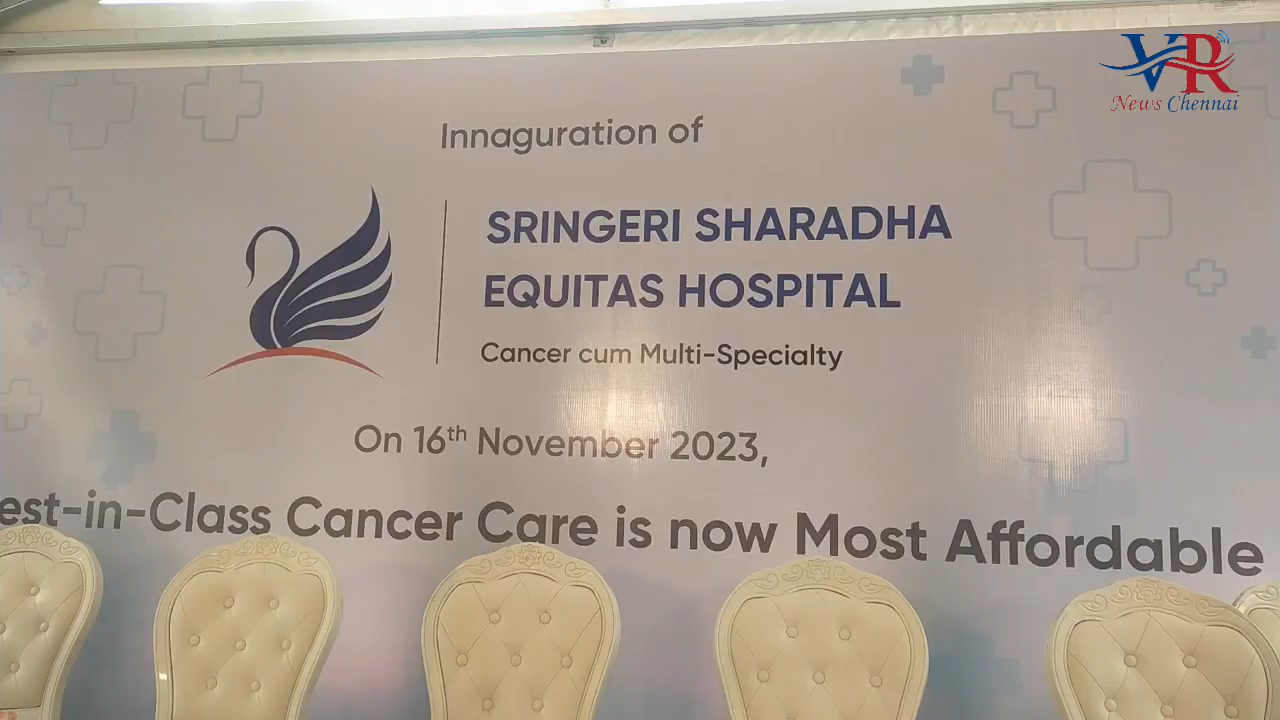 VR
News Chennai
Innaguration of
SRINGERI SHARADHA
EQUITAS HOSPITAL
Cancer cum Multi-Specialty
On 16th November 2023,
est-in-Class Cancer Care is now Most Affordable